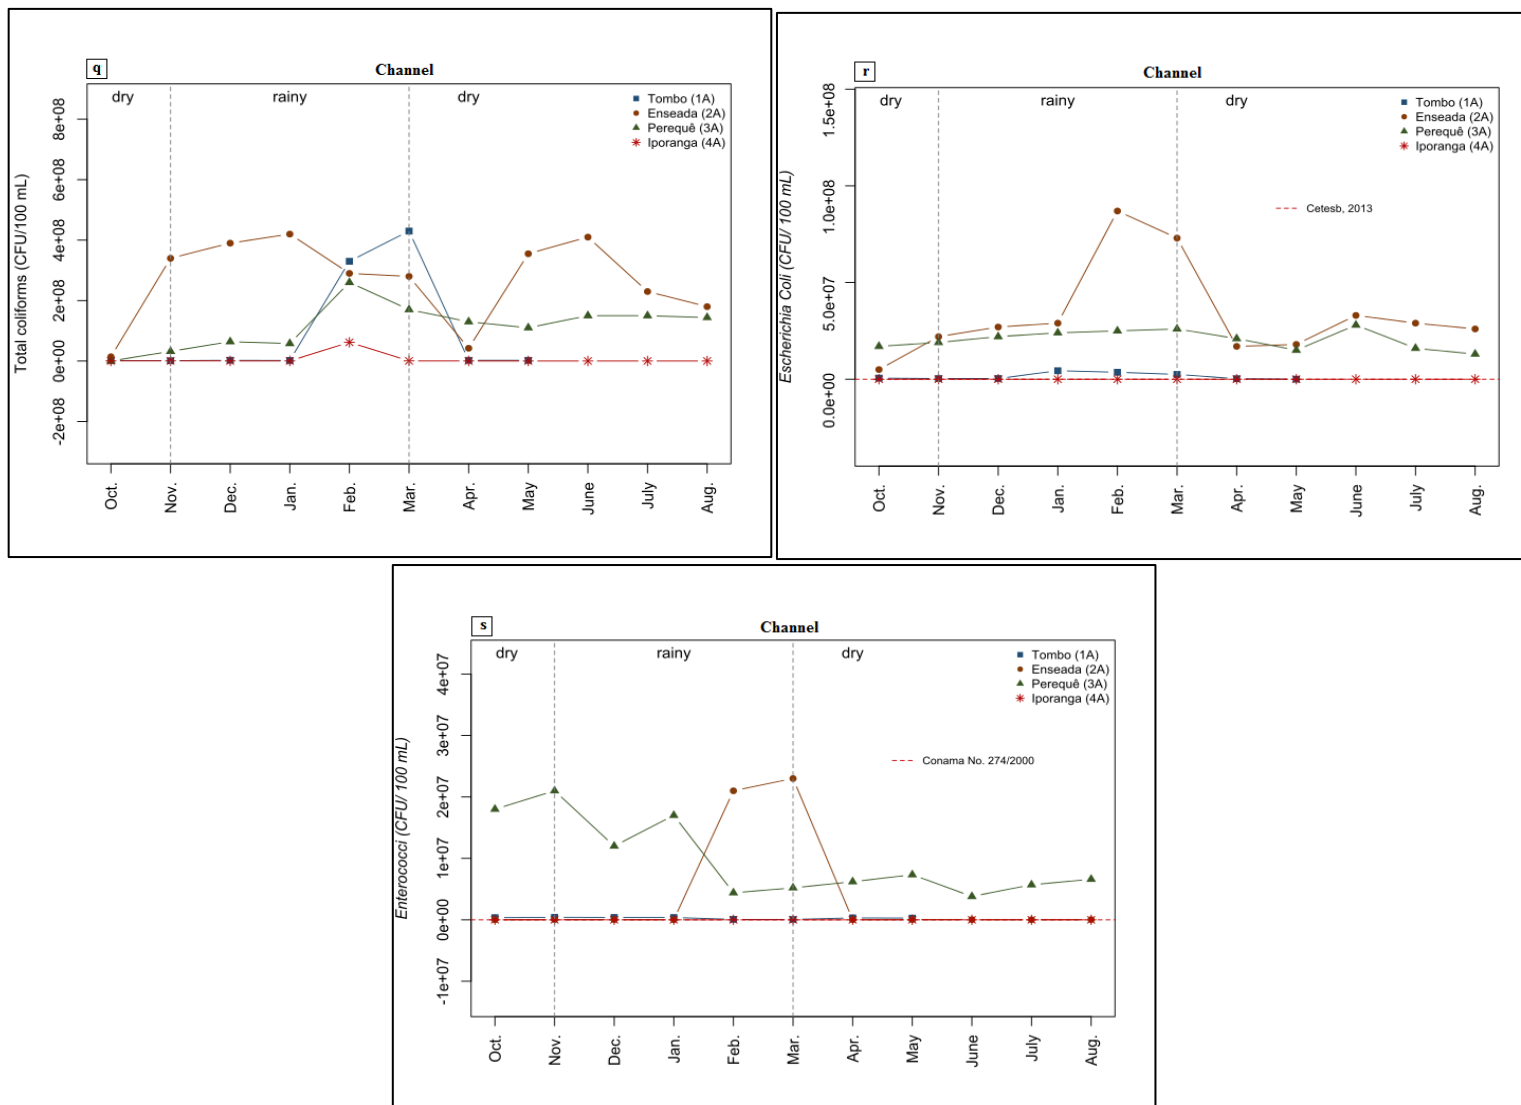 q
Channel
dry
rainy
dry
Tombo (1A)
Enseada (2A)
Perequê (3A)
Iporanga (4A)
Total coliforms (CFU/100 mL)
8e+08
6e+08
4e+08
2e+08
0e+00
-2e+08
Oct.
Nov.
Dec.
Jan.
Feb.
Mar.
Apr.
May
June
July
Aug.
r
Channel
dry
rainy
dry
Tombo (1A)
Enseada (2A)
Perequê (3A)
Iporanga (4A)
Cetesb, 2013
Escherichia Coli (CFU/ 100 mL)
1.5e+08
1.0e+08
5.0e+07
0.0e+00
Oct.
Nov.
Dec.
Jan.
Feb.
Mar.
Apr.
May
June
July
Aug.
s
Channel
dry
rainy
dry
Tombo (1A)
Enseada (2A)
Perequê (3A)
Iporanga (4A)
Conama No. 274/2000
Enterococci (CFU/ 100 mL)
4e+07
3e+07
2e+07
1e+07
0e+00
-1e+07
Oct.
Nov.
Dec.
Jan.
Feb.
Mar.
Apr.
May
June
July
Aug.